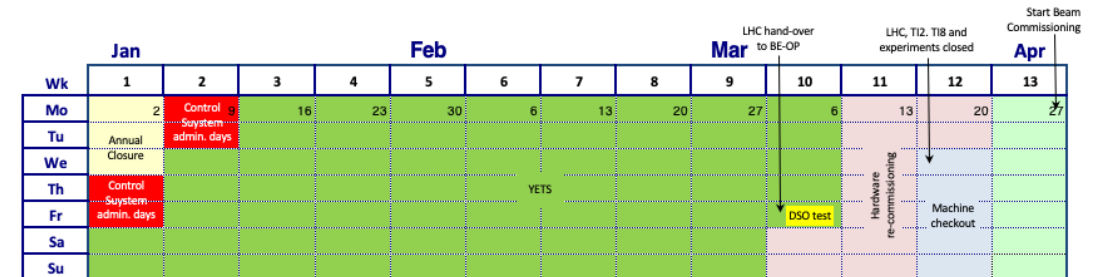 Start Beam
Commissioning
LHC hand-over
to BE-OP
LHC, TI2. TI8 and
experiments closed
Jan Feb Mar Apr
Wk 1 2 3 4 5 6 7 8 9 10 11 12 13
Mo 2 9 16 23 30 6 13 20 27 6 13 20 27
Tu
We
Th
Fr
Sa
Su
Annual
Closure
Control
Suystem
admin. days
Control
Suystem
admin. days
YETS
DSO test
Hardware
re-commissioning
Machine
checkout